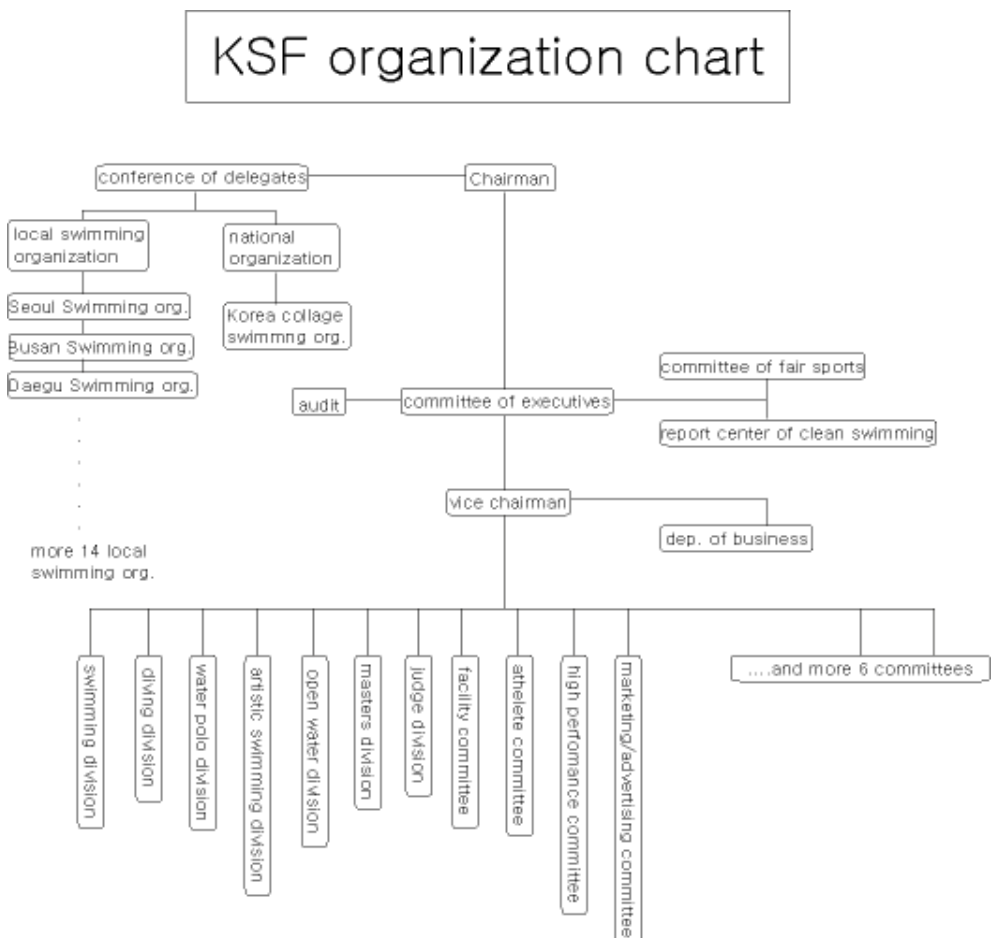 KSF organization chart
conference of delegates
Chairman
local swimming
organization
national
organization
Seoul Swimming org.
Busan Swimming org.
Daegu Swimming org.
Korea collage
swimmng org.
committee of fair sports
audit
committee of executives
report center of clean swimming
vice chairman
dep. of business
more 14 local
swimming org.
swimming division
diving division
water polo division
artistic swimming division
open water division
masters division
judge division
facility committee
athelete committee
high perfomance committee
marketing/advertising committee
....and more 6 committees